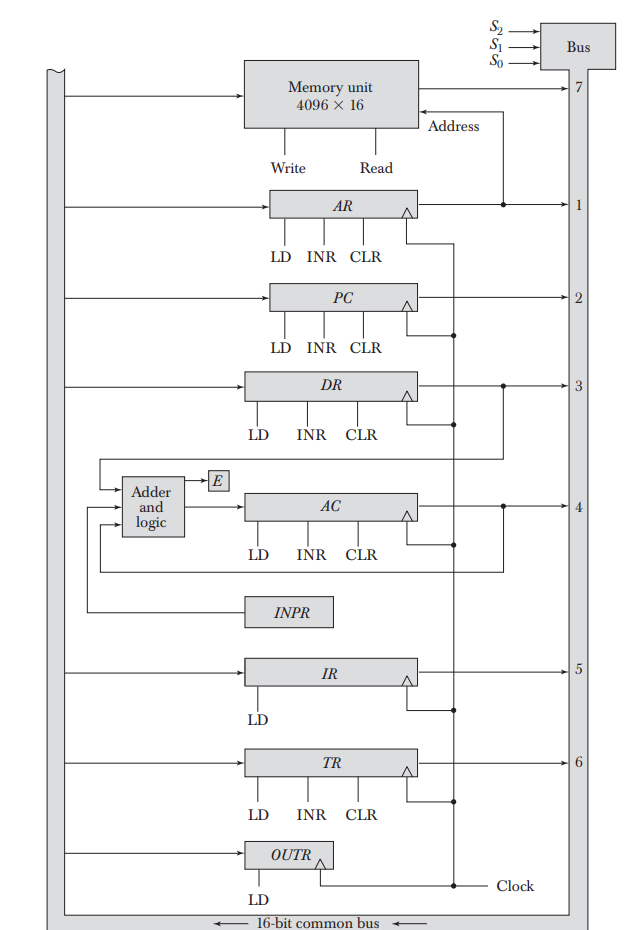 S2
S1
S0
Bus
Memory unit
4096 × 16
7
Address
Write Read
AR
1
LD INR CLR
PC
2
LD INR CLR
DR
3
LD INR CLR
E
Adder
and
logic
AC
4
LD INR CLR
INPR
IR
5
LD
TR
6
LD INR CLR
OUTR
Clock
LD
16-bit common bus